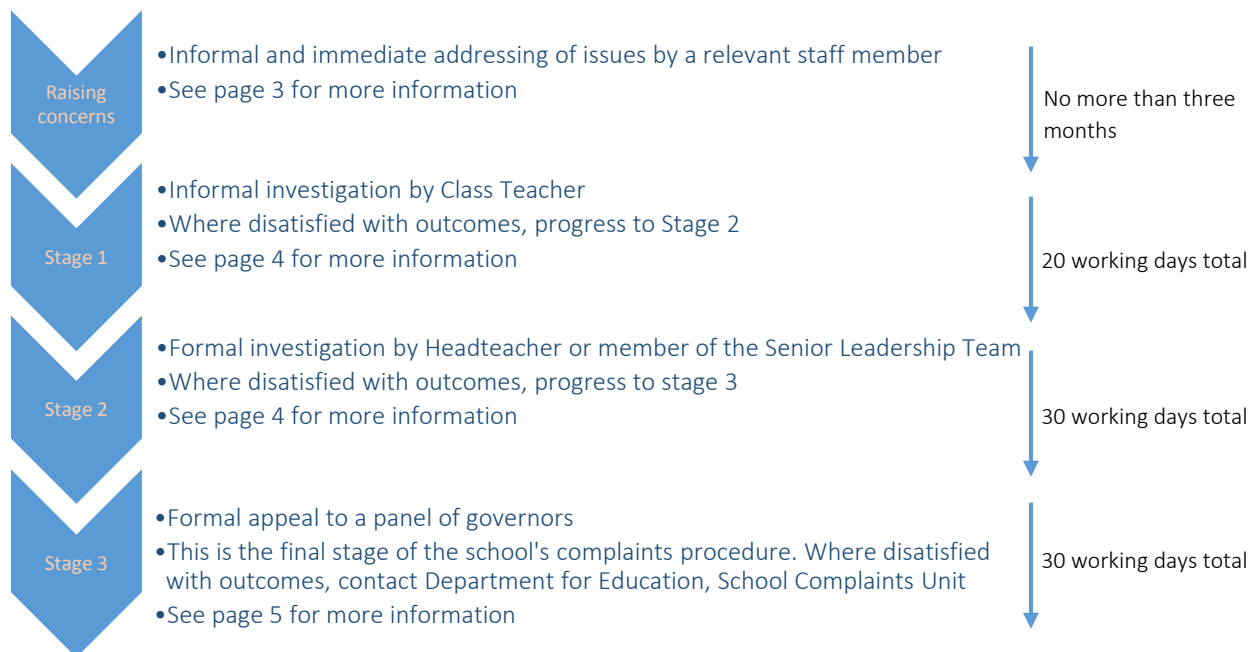 Raising
concerns
•Informal and immediate addressing of issues by a relevant staff member
•See page 3 for more information
No more than three
months
Stage 1
•Informal investigation by Class Teacher
•Where disatisfied with outcomes, progress to Stage 2
•See page 4 for more information
20 working days total
Stage 2
•Formal investigation by Headteacher or member of the Senior Leadership Team
•Where disatisfied with outcomes, progress to stage 3
•See page 4 for more information
30 working days total
Stage 3
•Formal appeal to a panel of governors
•This is the final stage of the school's complaints procedure. Where disatisfied
with outcomes, contact Department for Education, School Complaints Unit
•See page 5 for more information
30 working days total